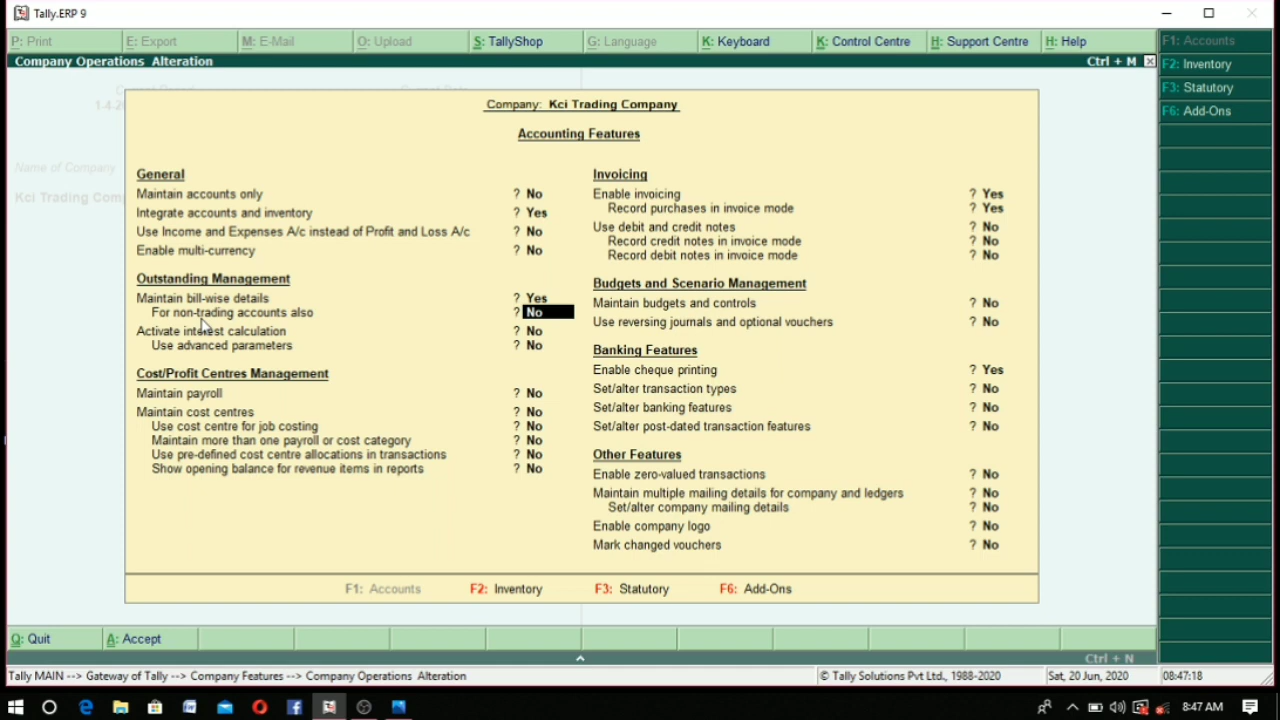 Tally.ERP 9
P: Print E: Export M: E-Mail O: Upload S: TallyShop G: Language K: Keyboard K: Control Centre H: Support Centre H: Help
F1: Accounts
F2: Inventory
F3: Statutory
F6: Add-Ons
Company Operations Alteration Ctrl + M
Name of Company
Kci Trading Comp
Company: Kci Trading Company
Accounting Features
General
Maintain accounts only ? No
Integrate accounts and inventory ? Yes
Use Income and Expenses A/c instead of Profit and Loss A/c ? No
Enable multi-currency ? No
Outstanding Management
Maintain bill-wise details ? Yes
For non-trading accounts also ? No
Activate interest calculation ? No
Use advanced parameters ? No
Cost/Profit Centres Management
Maintain payroll ? No
Maintain cost centres ? No
Use cost centre for job costing ? No
Maintain more than one payroll or cost category ? No
Use pre-defined cost centre allocations in transactions ? No
Show opening balance for revenue items in reports ? No
Invoicing
Enable invoicing ? Yes
Record purchases in invoice mode ? Yes
Use debit and credit notes ? No
Record credit notes in invoice mode ? No
Record debit notes in invoice mode ? No
Budgets and Scenario Management
Maintain budgets and controls ? No
Use reversing journals and optional vouchers ? No
Banking Features
Enable cheque printing ? Yes
Set/alter transaction types ? No
Set/alter banking features ? No
Set/alter post-dated transaction features ? No
Other Features
Enable zero-valued transactions ? No
Maintain multiple mailing details for company and ledgers ? No
Set/alter company mailing details ? No
Enable company logo ? No
Mark changed vouchers ? No
F1: Accounts F2: Inventory F3: Statutory F6: Add-Ons
Q: Quit A: Accept
Ctrl + N
Tally MAIN --> Gateway of Tally --> Company Features --> Company Operations Alteration © Tally Solutions Pvt Ltd., 1988-2020 Sat, 20 Jun, 2020 08:47:18
8:47 AM